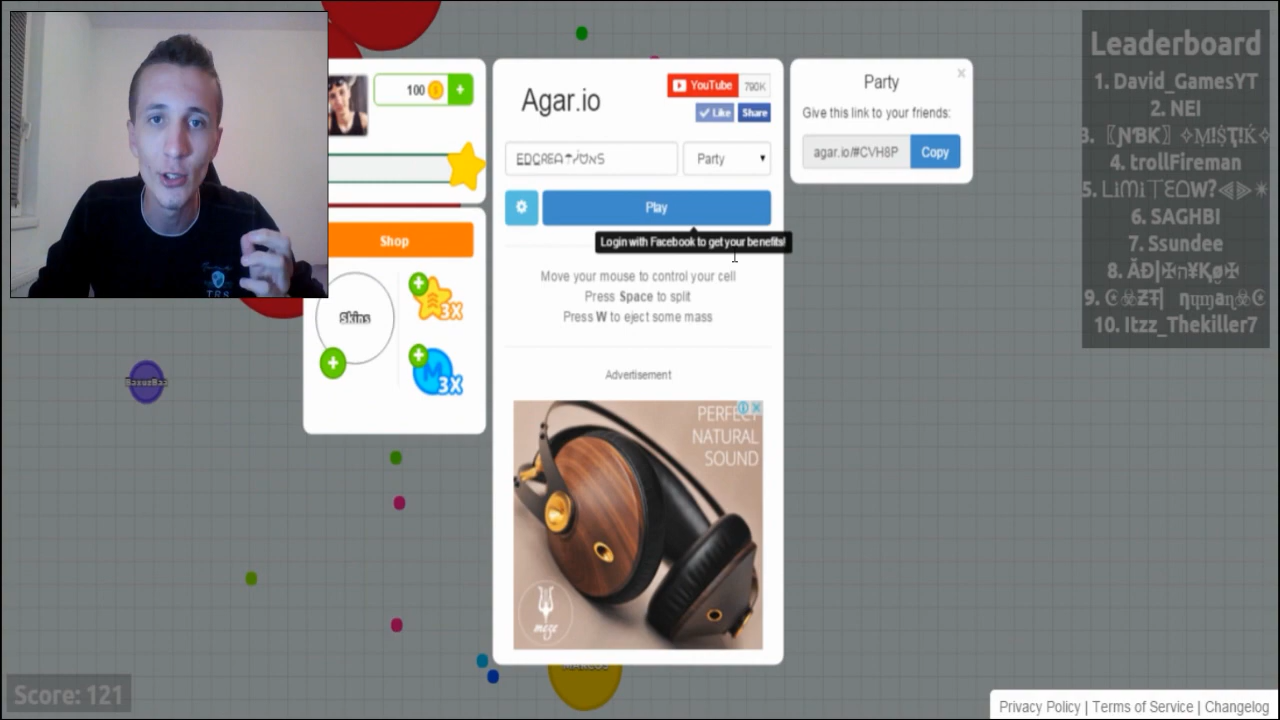 100
+
Shop
Skins
+
+
3X
+
3X
Agar.io
YouTube 790K
Like Share
Party
Play
Login with Facebook to get your benefits!
Move your mouse to control your cell
Press Space to split
Press W to eject some mass
Advertisement
PERFECT
NATURAL
SOUND
meze
Party
×
Give this link to your friends:
agar.io/#CVH8P Copy
Leaderboard
1. David_GamesYT
2. NEI
4. trollFireman
6. SAGHBI
7. Ssundee
10. Itzz_Thekiller7
Score: 121
Privacy Policy | Terms of Service | Changelog